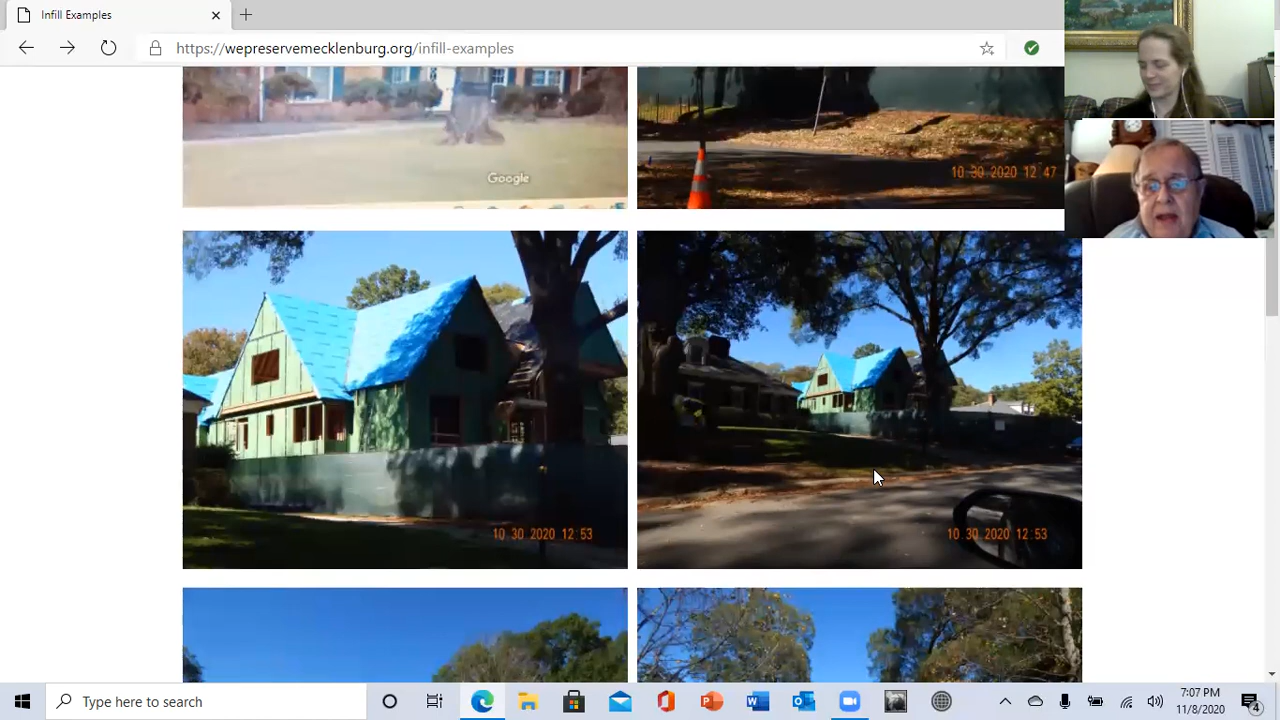 Infill Examples
https://wepreservemecklenburg.org/infill-examples
Google
10 30 2020 12:47
10 30 2020 12:53
10 30 2020 12:53
Type here to search
7:07 PM
11/8/2020
4